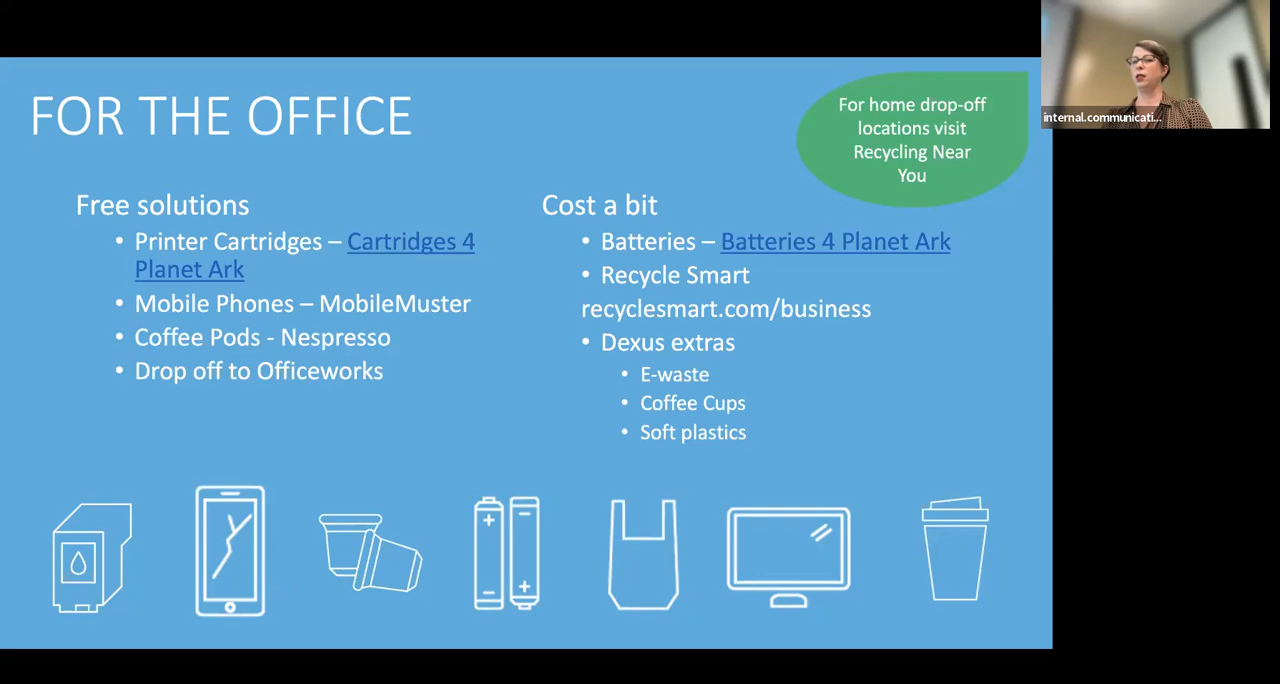 FOR THE OFFICE
For home drop-off
locations visit
Recycling Near
You
internal.communicati...
Free solutions
• Printer Cartridges – Cartridges 4
Planet Ark
• Mobile Phones – MobileMuster
• Coffee Pods - Nespresso
• Drop off to Officeworks
Cost a bit
• Batteries – Batteries 4 Planet Ark
• Recycle Smart
recyclesmart.com/business
• Dexus extras
• E-waste
• Coffee Cups
• Soft plastics